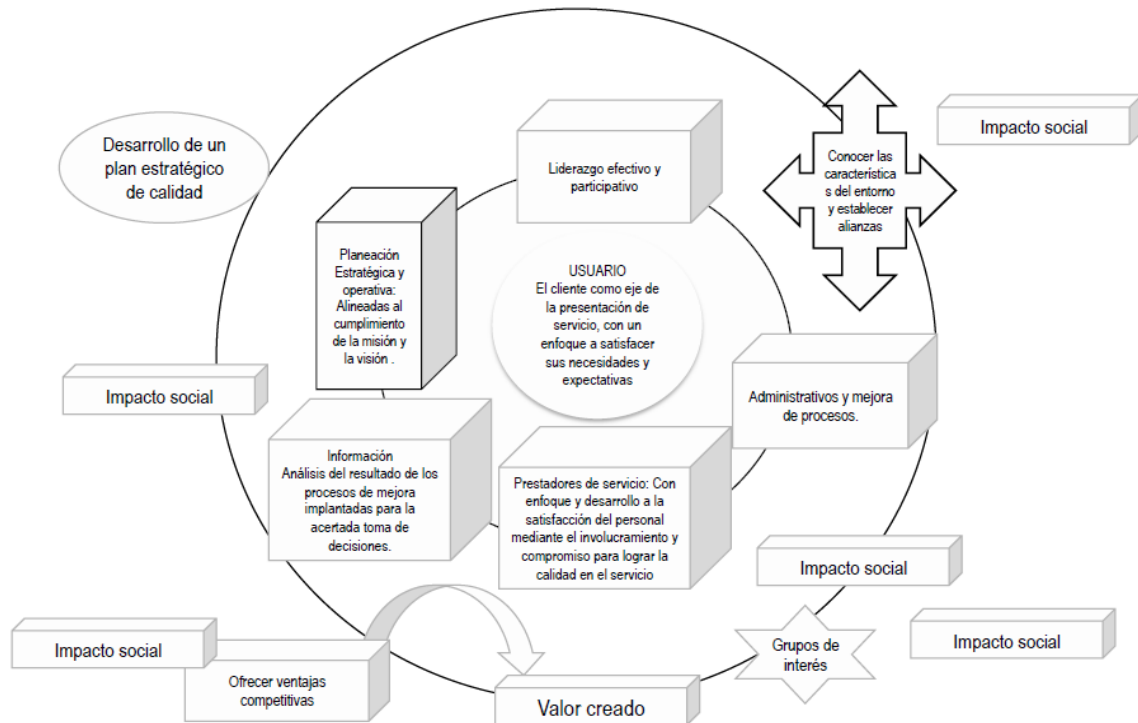 Desarrollo de un
plan estratégico
de calidad
Liderazgo efectivo y
participativo
Conocer las
característica
s del entorno
y establecer
alianzas
Impacto social
Planeación
Estratégica y
operativa:
Alineadas al
cumplimiento
de la misión y
la visión .
USUARIO
El cliente como eje de
la presentación de
servicio, con un
enfoque a satisfacer
sus necesidades y
expectativas
Impacto social
Administrativos y mejora
de procesos.
Información
Análisis del resultado de los
procesos de mejora
implantadas para la
acertada toma de
decisiones.
Prestadores de servicio: Con
enfoque y desarrollo a la
satisfacción del personal
mediante el involucramiento y
compromiso para lograr la
calidad en el servicio
Impacto social
Impacto social
Impacto social
Grupos de
interés
Ofrecer ventajas
competitivas
Valor creado